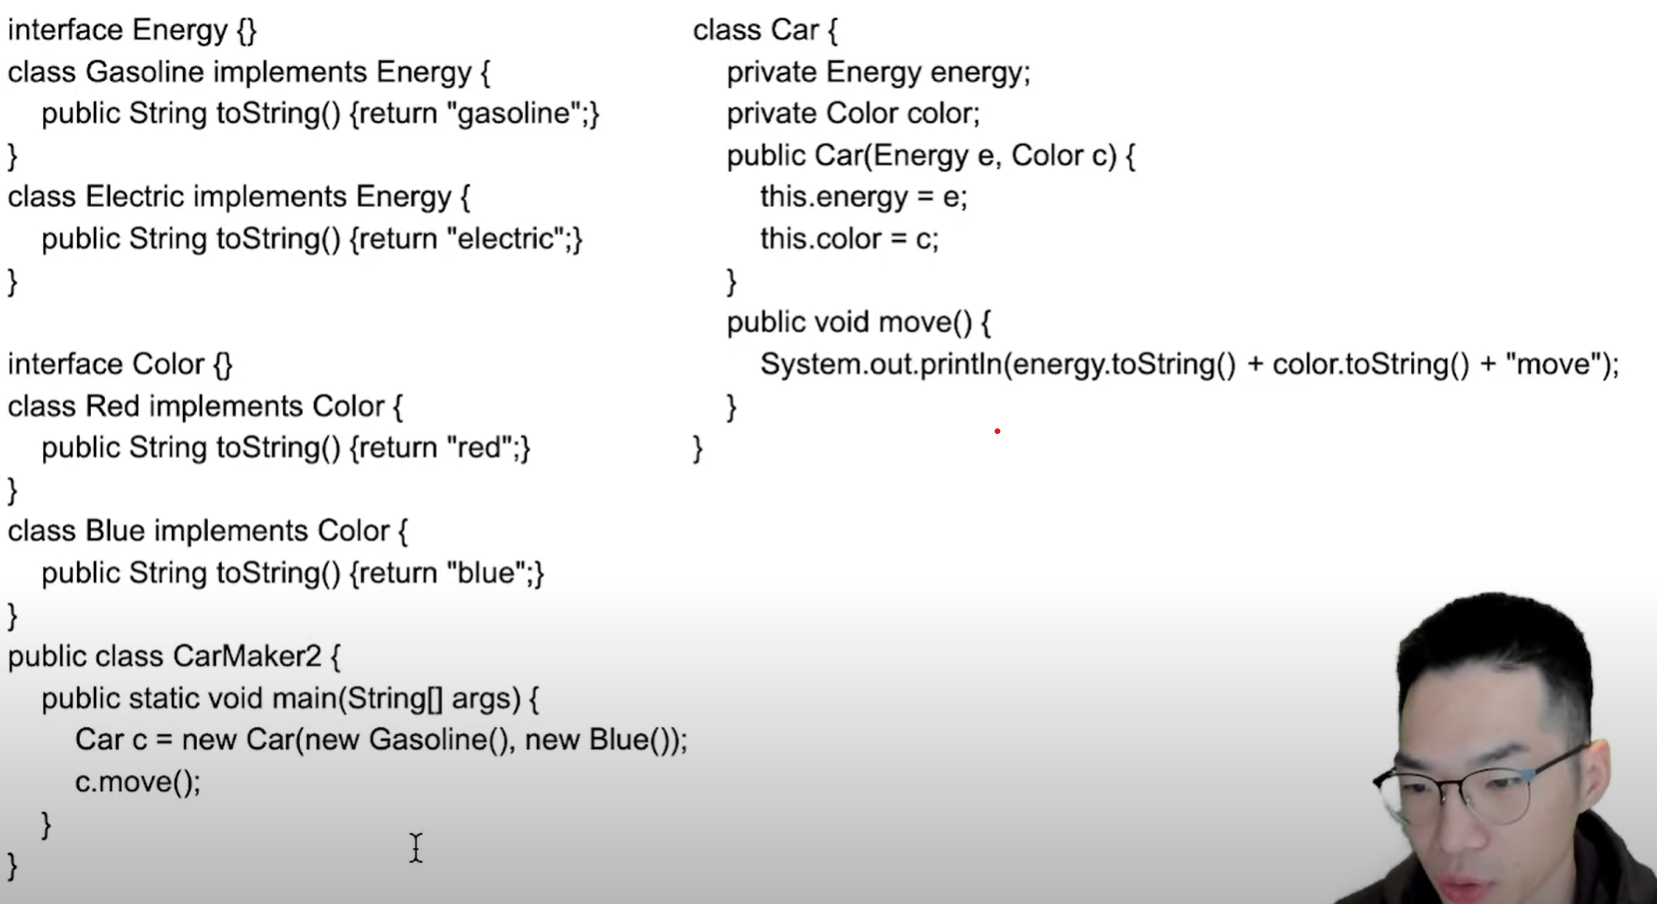 interface Energy {}
class Gasoline implements Energy {
public String toString() {return "gasoline";}
}
class Electric implements Energy {
public String toString() {return "electric";}
}
interface Color {}
class Red implements Color {
public String toString() {return "red";}
}
class Blue implements Color {
public String toString() {return "blue";}
}
public class CarMaker2 {
public static void main(String[] args) {
Car c = new Car(new Gasoline(), new Blue());
c.move();
}
}
class Car {
private Energy energy;
private Color color;
public Car(Energy e, Color c) {
this.energy = e;
this.color = c;
}
public void move() {
System.out.println(energy.toString() + color.toString() + "move");
}
}